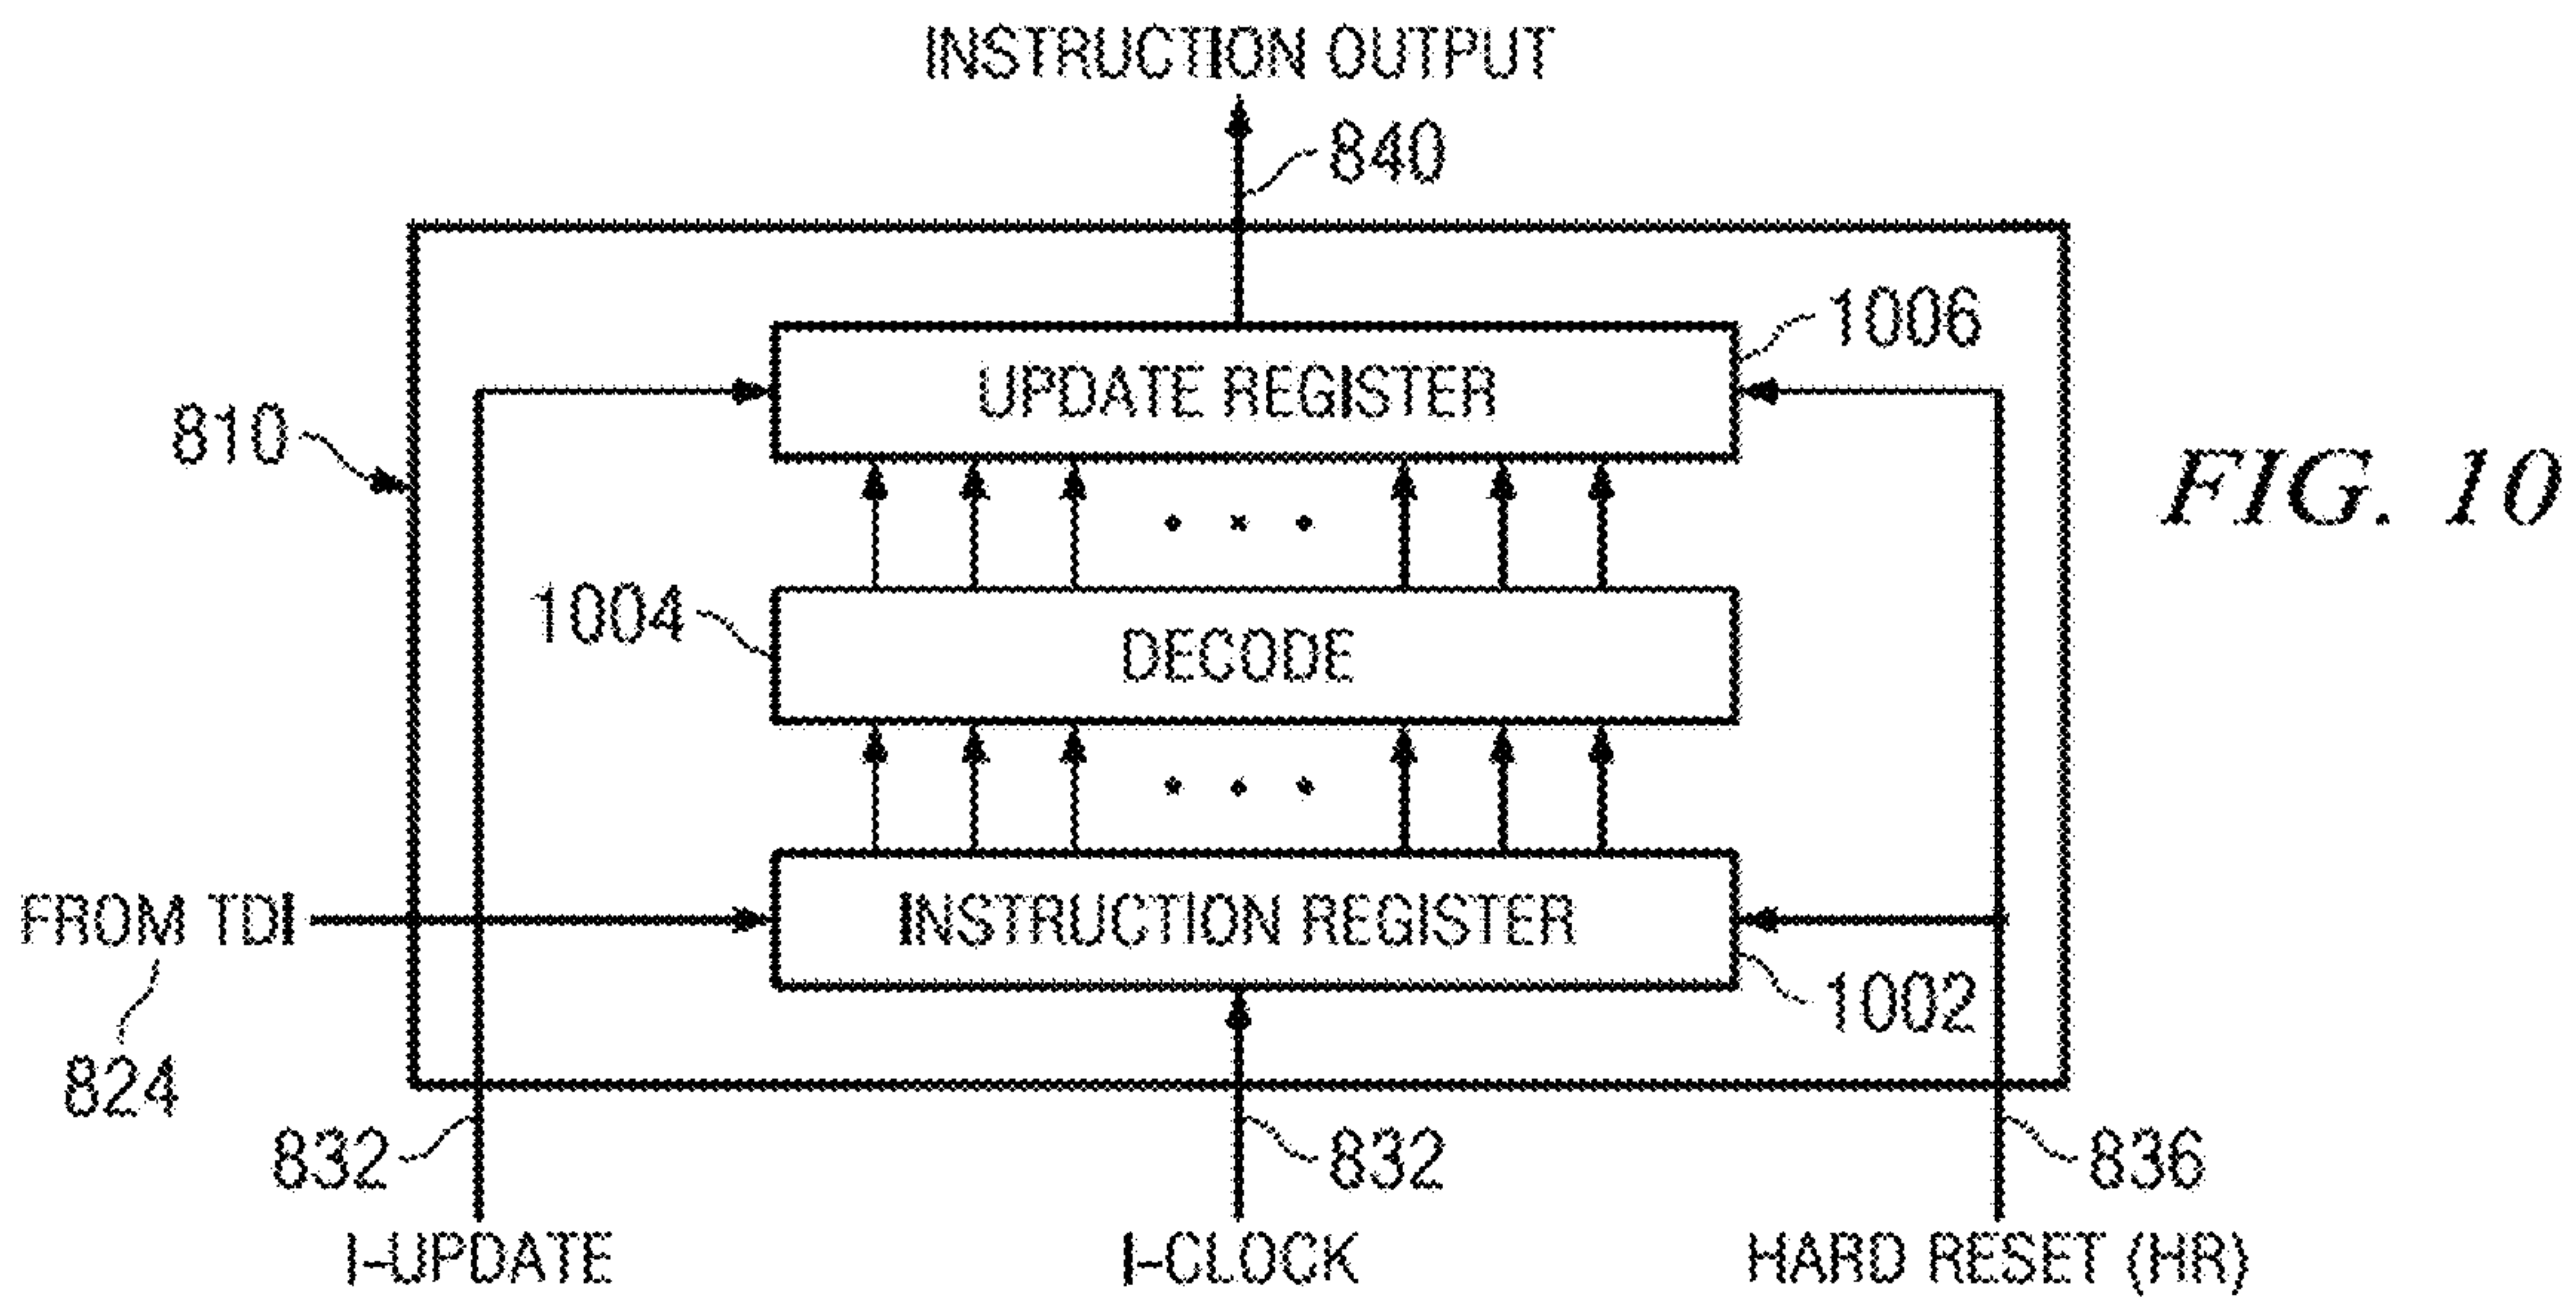 INSTRUCTION OUTPUT
840
1006
UPDATE REGISTER
810
FIG. 10
1004
DECODE
FROM TDI
INSTRUCTION REGISTER
1002
824
832
832
836
I-UPDATE
I-CLOCK
HARD RESET (HR)